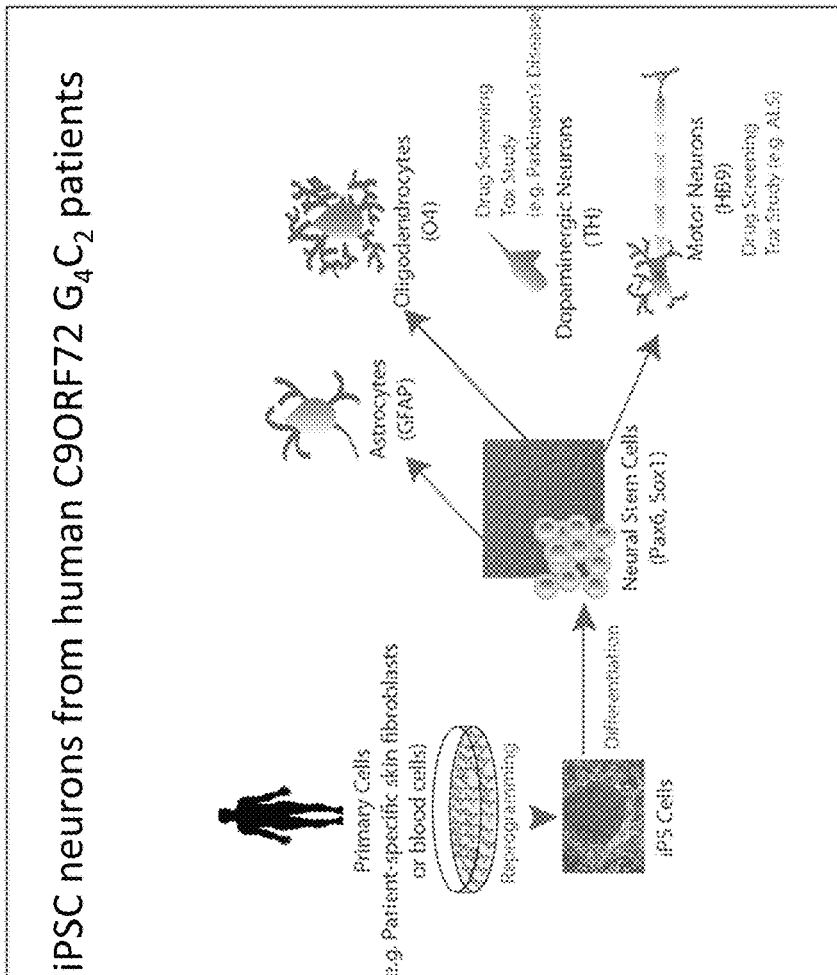 iPSC neurons from human C9ORF72 G₄C₂ patients
Primary Cells
e.g. Patient-specific skin fibroblasts
or blood cells)
Reprogramming
iPS Cells
Differentiation
Neural Stem Cells
(Pax6, Sox1)
Astrocytes
(GFAP)
Oligodendrocytes
(O4)
Drug Screening
Tox Study
(e.g. Parkinson's Disease)
Dopaminergic Neurons
(TH)
Motor Neurons
(HB9)
Drug Screening
Tox Study (e.g. ALS)